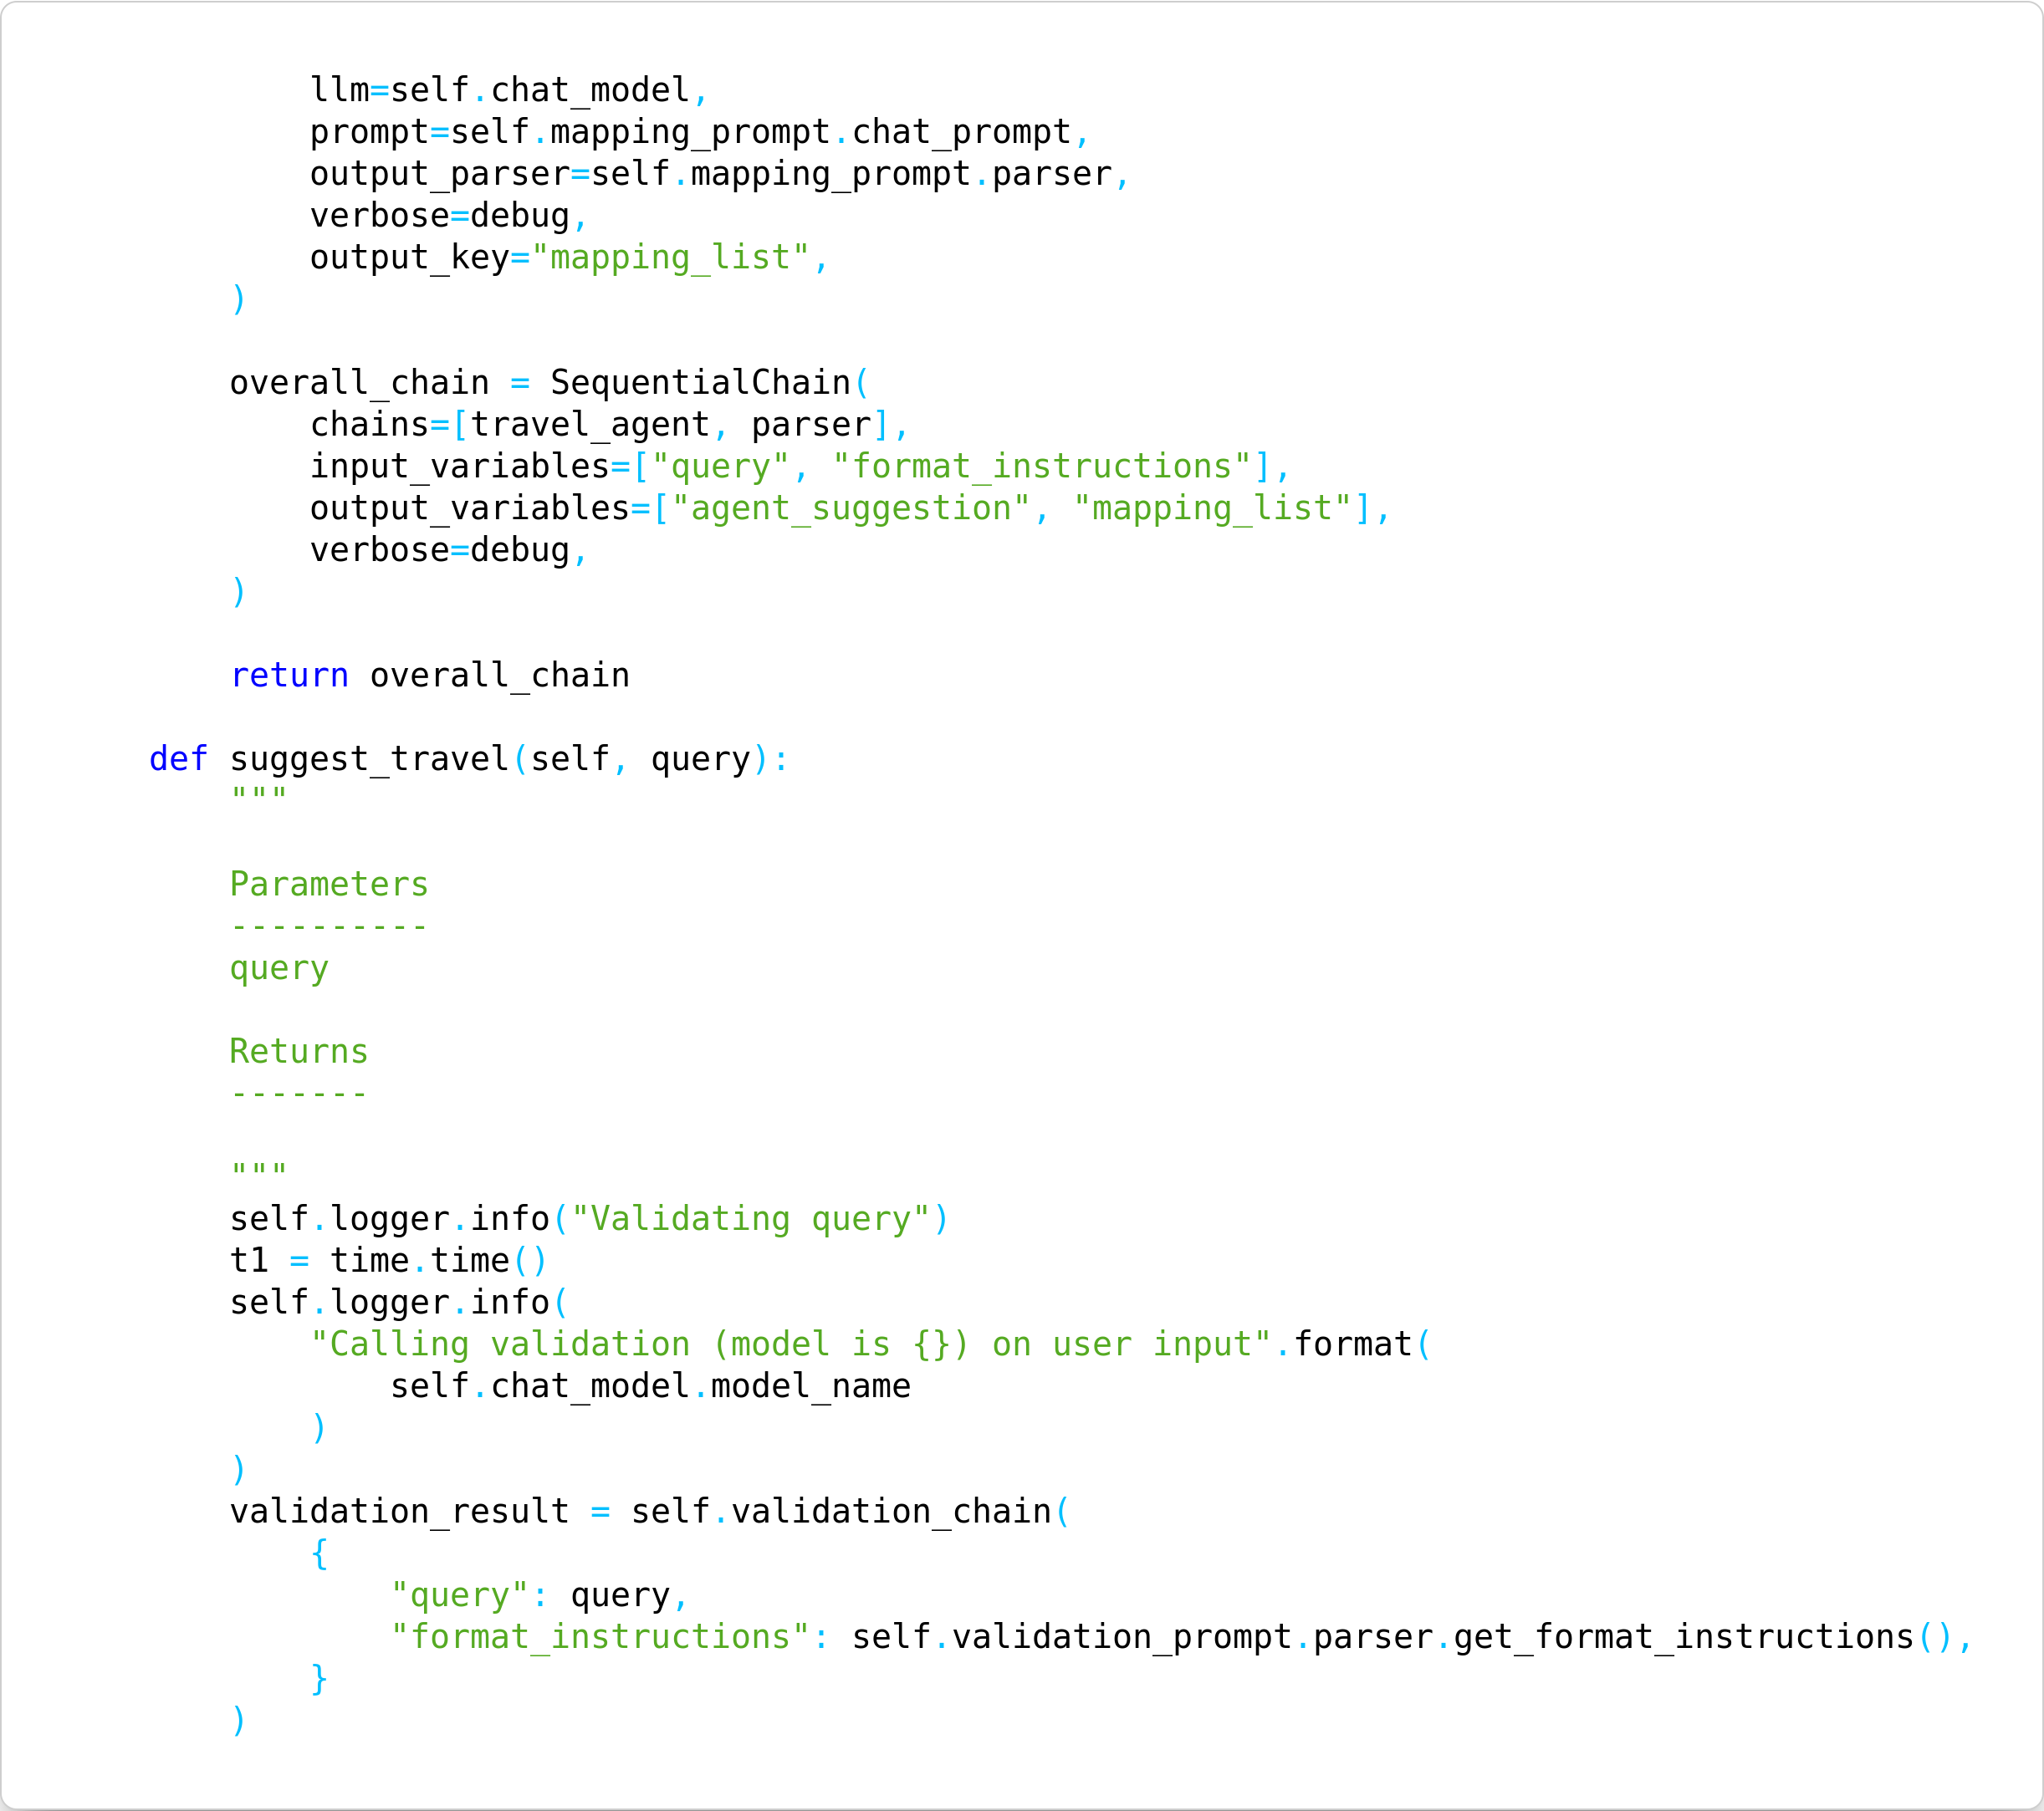 llm=self.chat_model,
        prompt=self.mapping_prompt.chat_prompt,
        output_parser=self.mapping_prompt.parser,
        verbose=debug,
        output_key="mapping_list",
    )

    overall_chain = SequentialChain(
        chains=[travel_agent, parser],
        input_variables=["query", "format_instructions"],
        output_variables=["agent_suggestion", "mapping_list"],
        verbose=debug,
    )

    return overall_chain

def suggest_travel(self, query):
    """

    Parameters
    ----------
    query

    Returns
    -------

    """
    self.logger.info("Validating query")
    t1 = time.time()
    self.logger.info(
        "Calling validation (model is {}) on user input".format(
            self.chat_model.model_name
        )
    )
    validation_result = self.validation_chain(
        {
            "query": query,
            "format_instructions": self.validation_prompt.parser.get_format_instructions(),
        }
    )